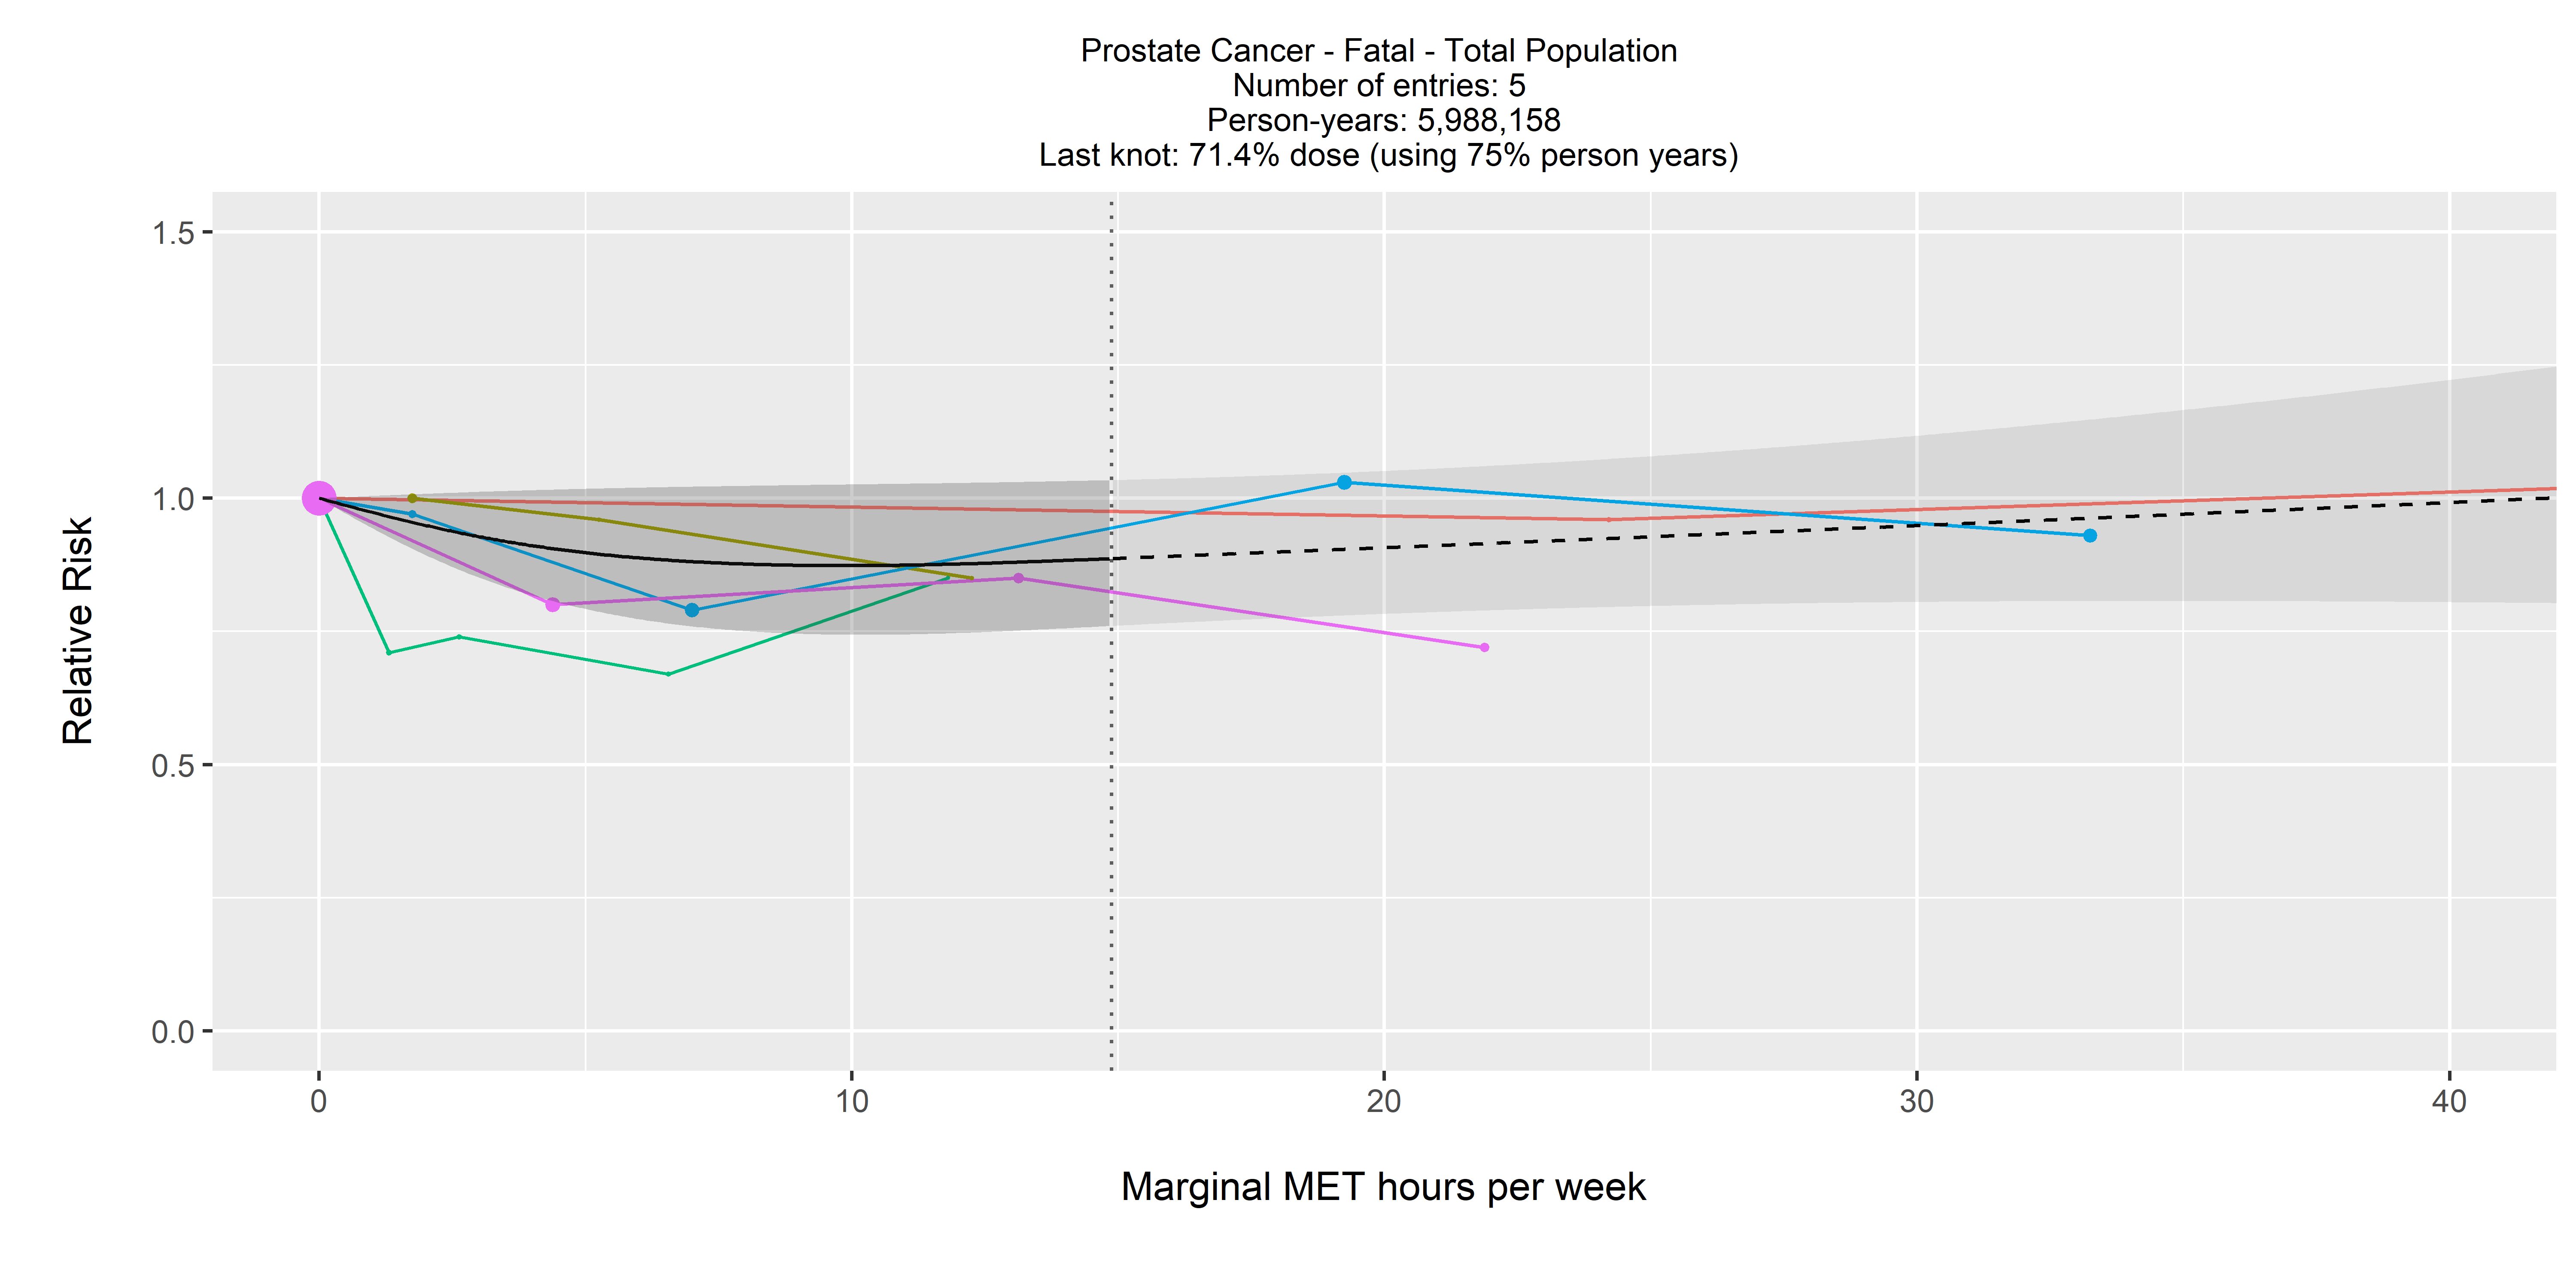 Prostate Cancer - Fatal - Total Population
Number of entries: 5
Person-years: 5,988,158
Last knot: 71.4% dose (using 75% person years)
1.5
1.0
0.5
0.0
Relative Risk
0 10 20 30 40
Marginal MET hours per week